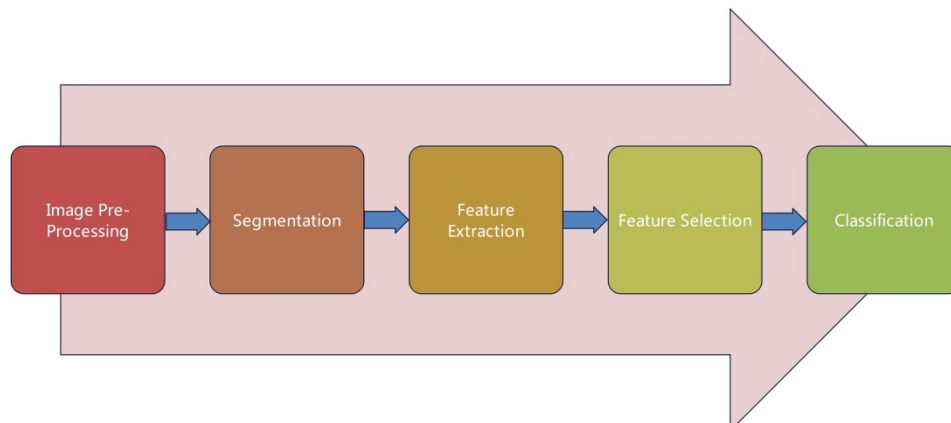 Image Pre-
Processing
Segmentation
Feature
Extraction
Feature Selection
Classification